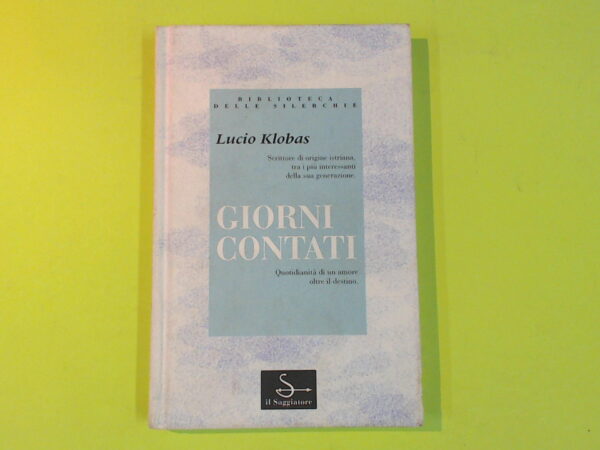 BIBLIOTECA
DELLE SILERCHIE
Lucio Klobas
Scrittore di origine istriana,
tra i più interessanti
della sua generazione.
GIORNI
CONTATI
Quotidianità di un amore
oltre il destino.
il Saggiatore